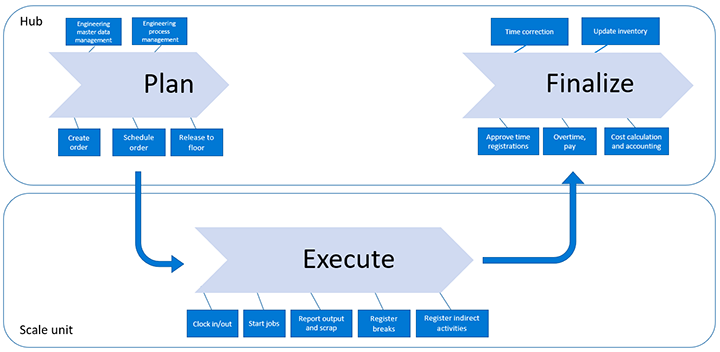 Hub
Engineering
master data
management
Engineering
process
management
Plan
Create
order
Schedule
order
Release to
floor
Time correction
Update inventory
Finalize
Approve time
registrations
Overtime,
pay
Cost calculation
and accounting
Execute
Clock in/out
Start jobs
Report output
and scrap
Register
breaks
Register indirect
activities
Scale unit